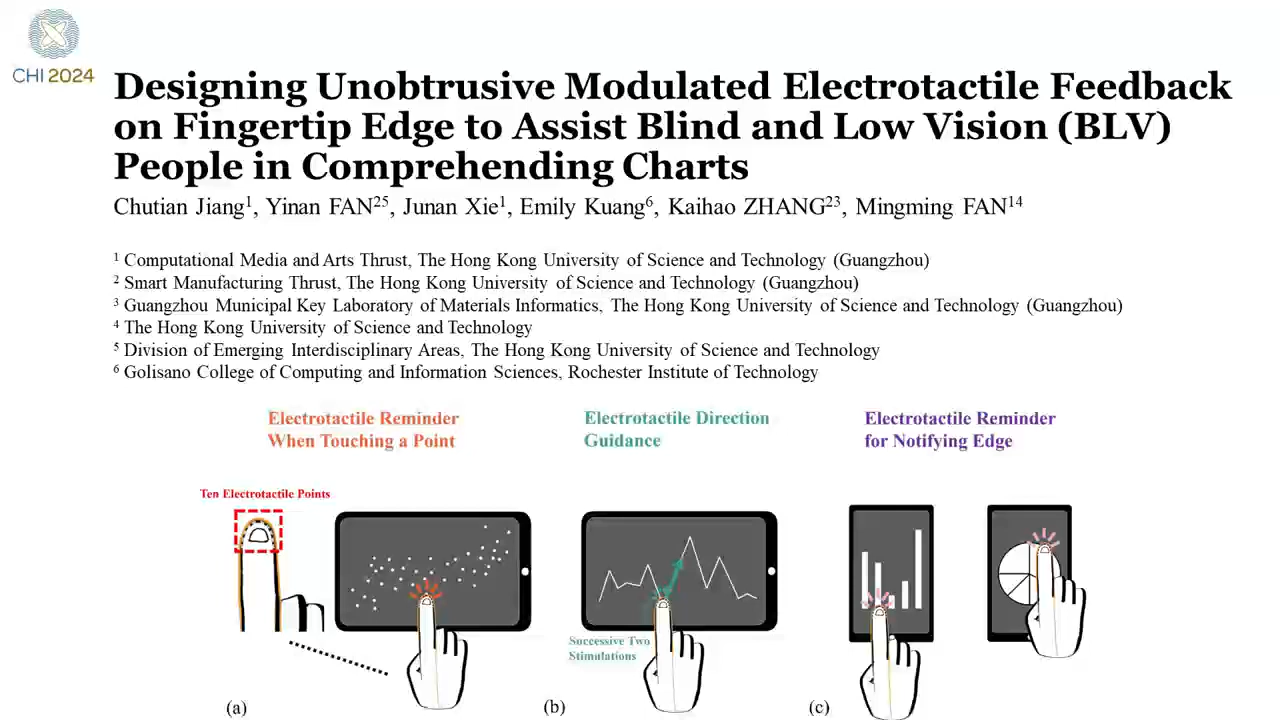 CHI 2024
Designing Unobtrusive Modulated Electrotactile Feedback
on Fingertip Edge to Assist Blind and Low Vision (BLV)
People in Comprehending Charts
Chutian Jiang¹, Yinan FAN²⁵, Junan Xie¹, Emily Kuang⁶, Kaihao ZHANG²³, Mingming FAN¹⁴
¹ Computational Media and Arts Thrust, The Hong Kong University of Science and Technology (Guangzhou)
² Smart Manufacturing Thrust, The Hong Kong University of Science and Technology (Guangzhou)
³ Guangzhou Municipal Key Laboratory of Materials Informatics, The Hong Kong University of Science and Technology (Guangzhou)
⁴ The Hong Kong University of Science and Technology
⁵ Division of Emerging Interdisciplinary Areas, The Hong Kong University of Science and Technology
⁶ Golisano College of Computing and Information Sciences, Rochester Institute of Technology
Electrotactile Reminder
When Touching a Point
Electrotactile Direction
Guidance
Electrotactile Reminder
for Notifying Edge
Ten Electrotactile Points
Successive Two
Stimulations
(a)
(b)
(c)